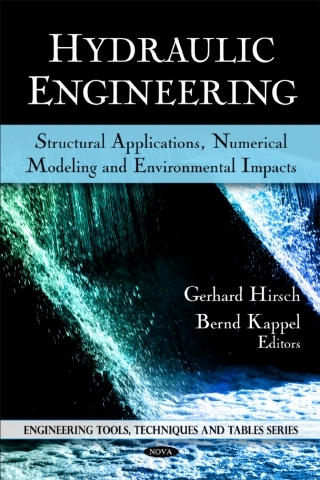 HYDRAULIC
ENGINEERING
Structural Applications, Numerical
Modeling and Environmental Impacts
Gerhard Hirsch
Bernd Kappel
Editors
ENGINEERING TOOLS, TECHNIQUES AND TABLES SERIES
NOVA